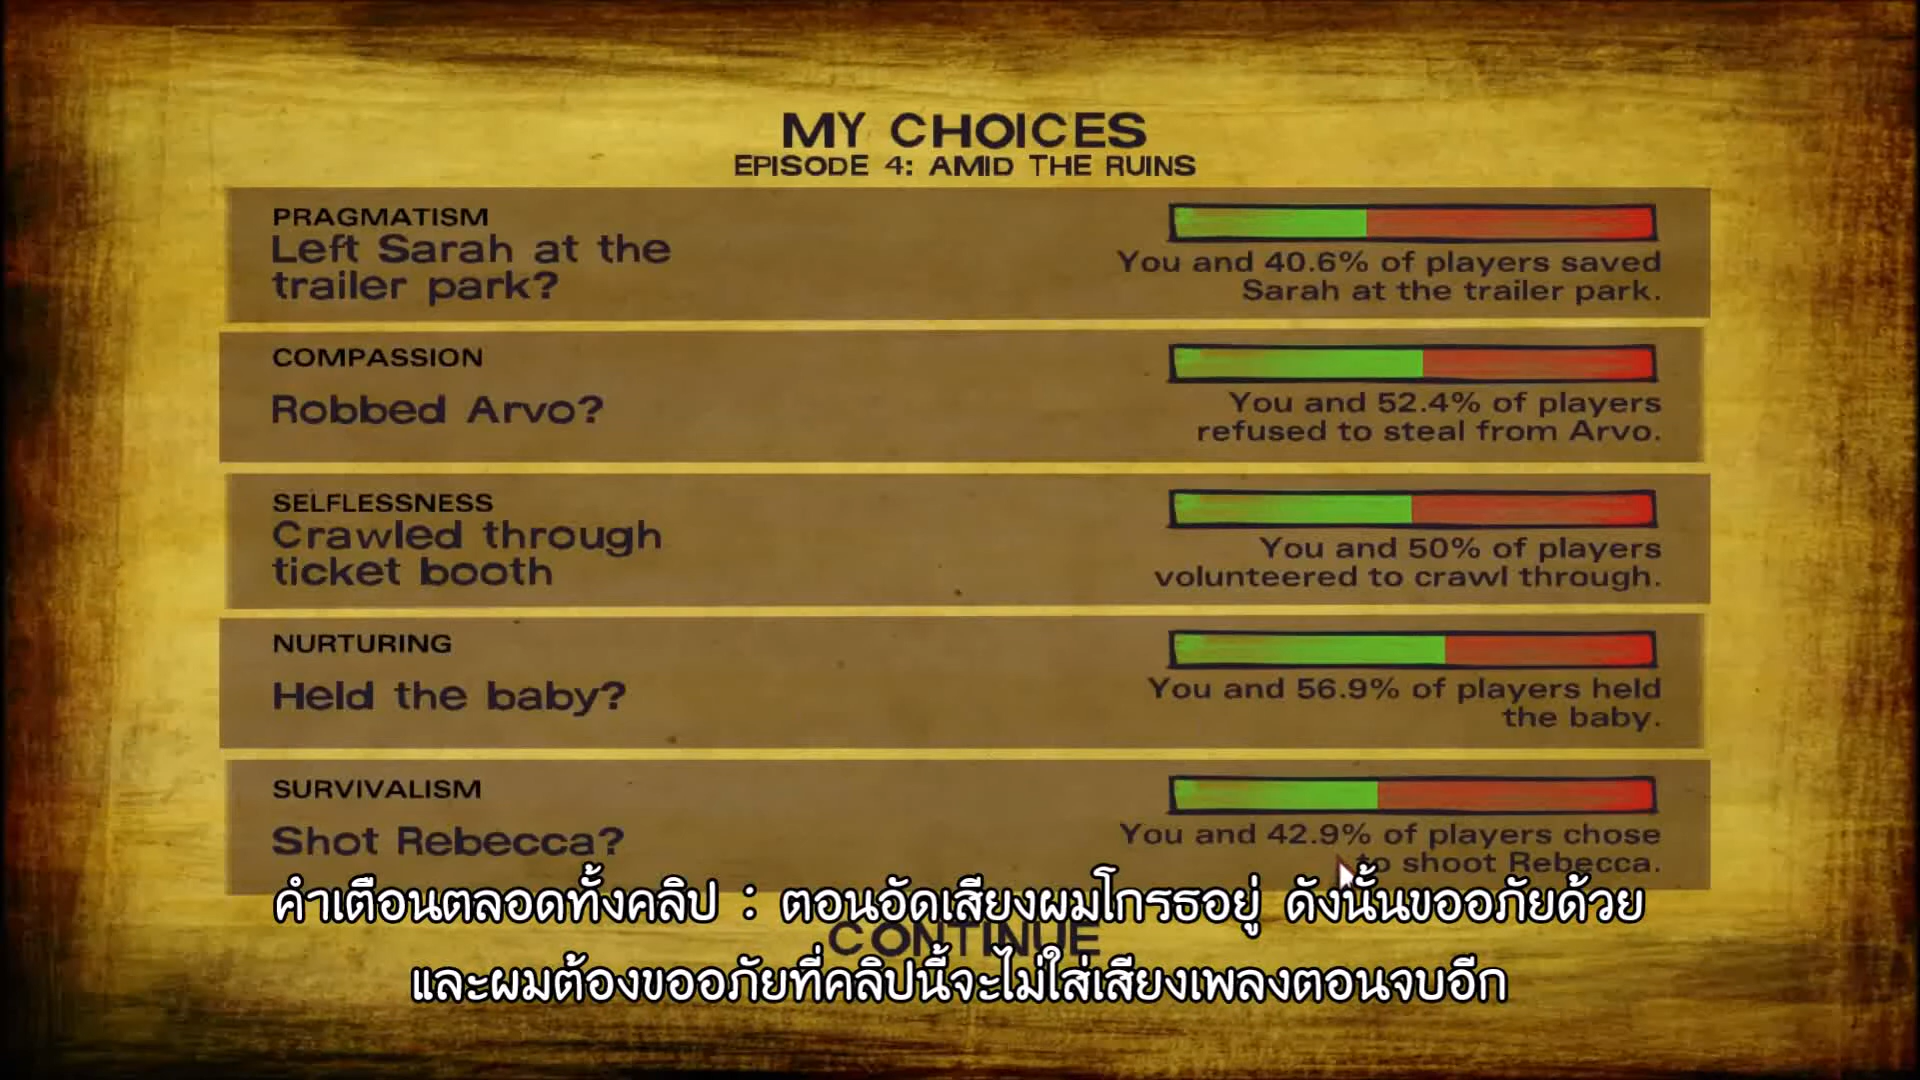 MY CHOICES
EPISODE 4: AMID THE RUINS
PRAGMATISM
Left Sarah at the
trailer park?
You and 40.6% of players saved
Sarah at the trailer park.
COMPASSION
Robbed Arvo?
You and 52.4% of players
refused to steal from Arvo.
SELFLESSNESS
Crawled through
ticket booth
You and 50% of players
volunteered to crawl through.
NURTURING
Held the baby?
You and 56.9% of players held
the baby.
SURVIVALISM
Shot Rebecca?
You and 42.9% of players chose
to shoot Rebecca.
คำเตือนตลอดทั้งคลิป : ตอนอัดเสียงผมโกรธอยู่ ดังนั้นขออภัยด้วย
CONTINUE
และผมต้องขออภัยที่คลิปนี้จะไม่ใส่เสียงเพลงตอนจบอีก